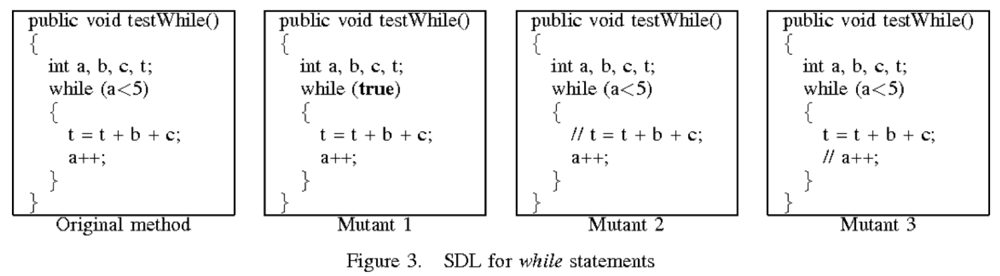 public void testWhile()
{
int a, b, c, t;
while (a<5)
{
t = t + b + c;
a++;
}
}
Original method
public void testWhile()
{
int a, b, c, t;
while (true)
{
t = t + b + c;
a++;
}
}
Mutant 1
public void testWhile()
{
int a, b, c, t;
while (a<5)
{
// t = t + b + c;
a++;
}
}
Mutant 2
public void testWhile()
{
int a, b, c, t;
while (a<5)
{
t = t + b + c;
// a++;
}
}
Mutant 3
Figure 3. SDL for while statements